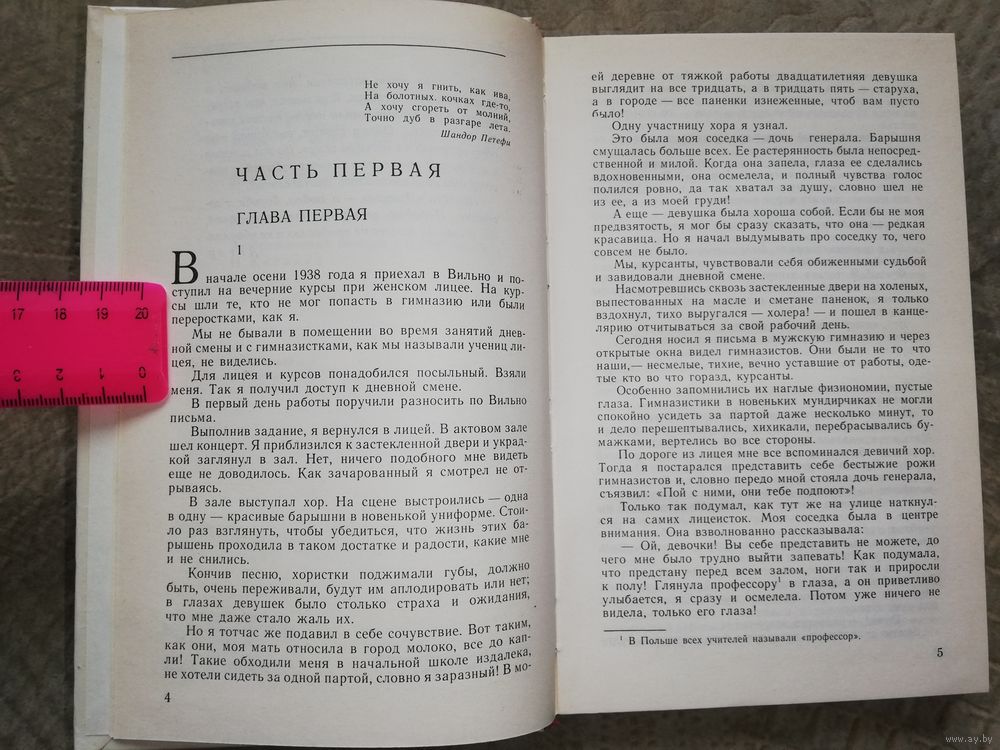 Не хочу я гнить, как ива,
На болотных кочках где-то,
А хочу сгореть от молний,
Точно дуб в разгаре лета.
Шандор Петефи
ЧАСТЬ ПЕРВАЯ
ГЛАВА ПЕРВАЯ
1
В начале осени 1938 года я приехал в Вильно и по-
ступил на вечерние курсы при женском лицее. На кур-
сы шли те, кто не мог попасть в гимназию или были
переростками, как я.
Мы не бывали в помещении во время занятий днев-
ной смены и с гимназистками, как мы называли учениц ли-
цея, не виделись.
Для лицея и курсов понадобился посыльный. Взяли
меня. Так я получил доступ к дневной смене.
В первый день работы поручили разносить по Вильно
письма.
Выполнив задание, я вернулся в лицей. В актовом зале
шел концерт. Я приблизился к застекленной двери и украд-
кой заглянул в зал. Нет, ничего подобного мне видеть
еще не доводилось. Как зачарованный я смотрел не от-
рываясь.
В зале выступал хор. На сцене выстроились — одна
в одну — красивые барышни в новенькой униформе. Стои-
ло раз взглянуть, чтобы убедиться, что жизнь этих ба-
рышень проходила в таком достатке и радости, какие мне
и не снились.
Кончив песню, хористки поджимали губы, должно
быть, очень переживали, будут им аплодировать или нет;
в глазах девушек было столько страха и ожидания,
что мне даже стало жаль их.
Но я тотчас же подавил в себе сочувствие. Вот таким,
как они, моя мать относила в город молоко, все до кап-
ли! Такие обходили меня в начальной школе издалека,
не хотели сидеть за одной партой, словно я заразный! В мо-
4
ей деревне от тяжкой работы двадцатилетняя девушка
выглядит на все тридцать, а в тридцать пять — старуха,
а в городе — все паненки изнеженные, чтоб вам пусто
было!
Одну участницу хора я узнал.
Это была моя соседка — дочь генерала. Барышня
смущалась больше всех. Ее растерянность была непосред-
ственной и милой. Когда она запела, глаза ее сделались
вдохновенными, она осмелела, и полный чувства голос
полился ровно, да так хватал за душу, словно шел не
из ее, а из моей груди!
А еще — девушка была хороша собой. Если бы не моя
предвзятость, я мог бы сразу сказать, что она — редкая
красавица. Но я начал выдумывать про соседку то, чего
совсем не было.
Мы, курсанты, чувствовали себя обиженными судьбой
и завидовали дневной смене.
Насмотревшись сквозь застекленные двери на холеных,
выпестованных на масле и сметане паненок, я только
вздохнул, тихо выругался — холера! — и пошел в канце-
лярию отчитываться за свой рабочий день.
Сегодня носил я письма в мужскую гимназию и через
открытые окна видел гимназистов. Они были не то что
наши,— несмелые, тихие, вечно уставшие от работы, оде-
тые кто во что горазд, курсанты.
Особенно запомнились их наглые физиономии, пустые
глаза. Гимназистики в новеньких мундирчиках не могли
спокойно усидеть за партой даже несколько минут, то
и дело перешептывались, хихикали, перебрасывались бу-
мажками, вертелись во все стороны.
По дороге из лицея мне все вспоминался девичий хор.
Тогда я постарался представить себе бестыжие рожи
гимназистов и, словно передо мной стояла дочь генерала,
съязвил: «Пой с ними, они тебе подпоют»!
Только так подумал, как тут же на улице наткнул-
ся на самих лицеисток. Моя соседка была в центре
внимания. Она взволнованно рассказывала:
— Ой, девочки! Вы себе представить не можете, до
чего мне было трудно выйти запевать! Как подумала,
что предстану перед всем залом, ноги так и приросли
к полу! Глянула профессору¹ в глаза, а он приветливо
улыбается, я сразу и осмелела. Потом уже ничего не
видела, только его глаза!
¹ В Польше всех учителей называли «профессор».
5
17 18 19 20
3 2 1 0
www.ay.by